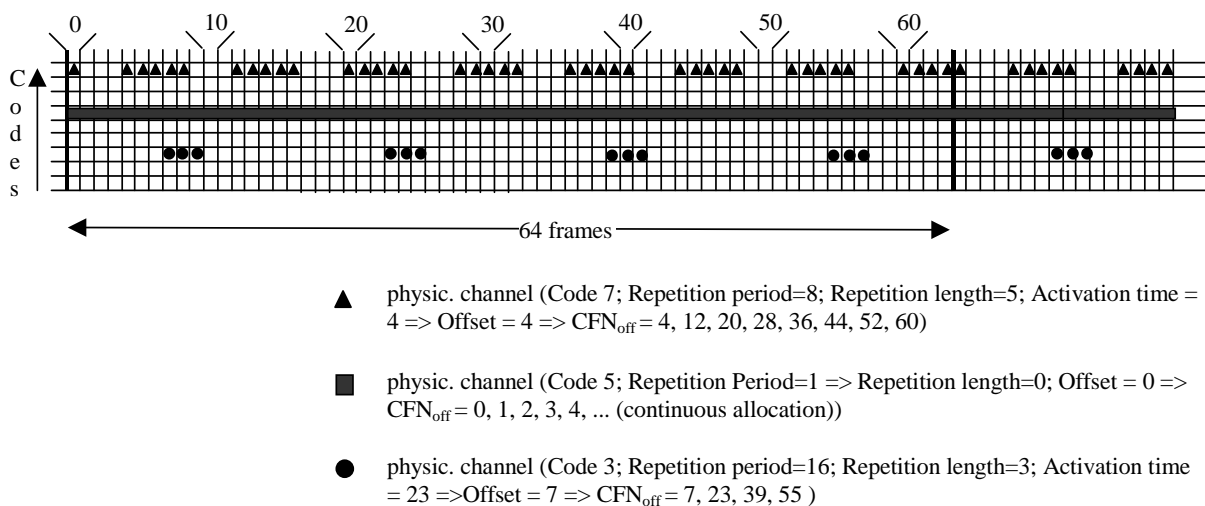 0 10 20 30 40 50 60
C
o
d
e
s
64 frames
physic. channel (Code 7; Repetition period=8; Repetition length=5; Activation time =
4 => Offset = 4 => CFNoff = 4, 12, 20, 28, 36, 44, 52, 60)
physic. channel (Code 5; Repetition Period=1 => Repetition length=0; Offset = 0 =>
CFNoff = 0, 1, 2, 3, 4, ... (continuous allocation))
physic. channel (Code 3; Repetition period=16; Repetition length=3; Activation time
= 23 =>Offset = 7 => CFNoff = 7, 23, 39, 55 )